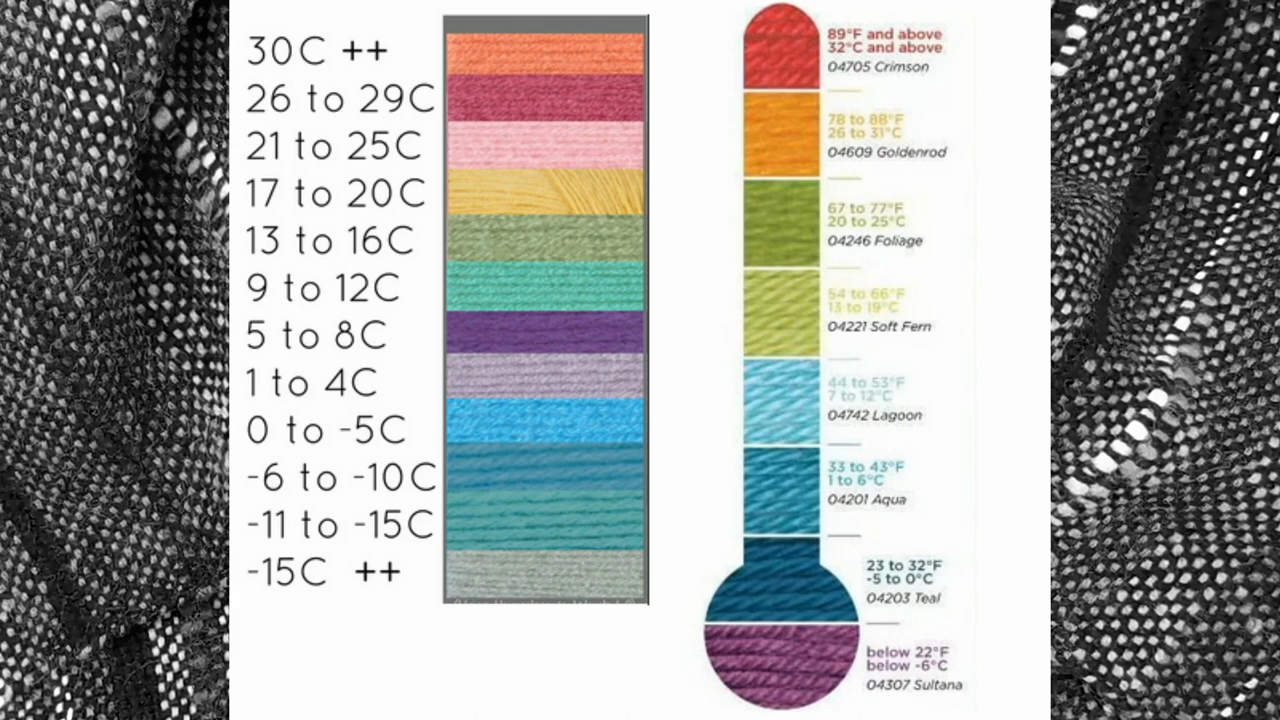 30C ++
26 to 29C
21 to 25C
17 to 20C
13 to 16C
9 to 12C
5 to 8C
1 to 4C
0 to -5C
-6 to -10C
-11 to -15C
-15C ++
89°F and above
32°C and above
04705 Crimson
78 to 88°F
26 to 31°C
04609 Goldenrod
67 to 77°F
20 to 25°C
04246 Foliage
54 to 66°F
13 to 19°C
04221 Soft Fern
44 to 53°F
7 to 12°C
04742 Lagoon
33 to 43°F
1 to 6°C
04201 Aqua
23 to 32°F
-5 to 0°C
04203 Teal
below 22°F
below -6°C
04307 Sultana